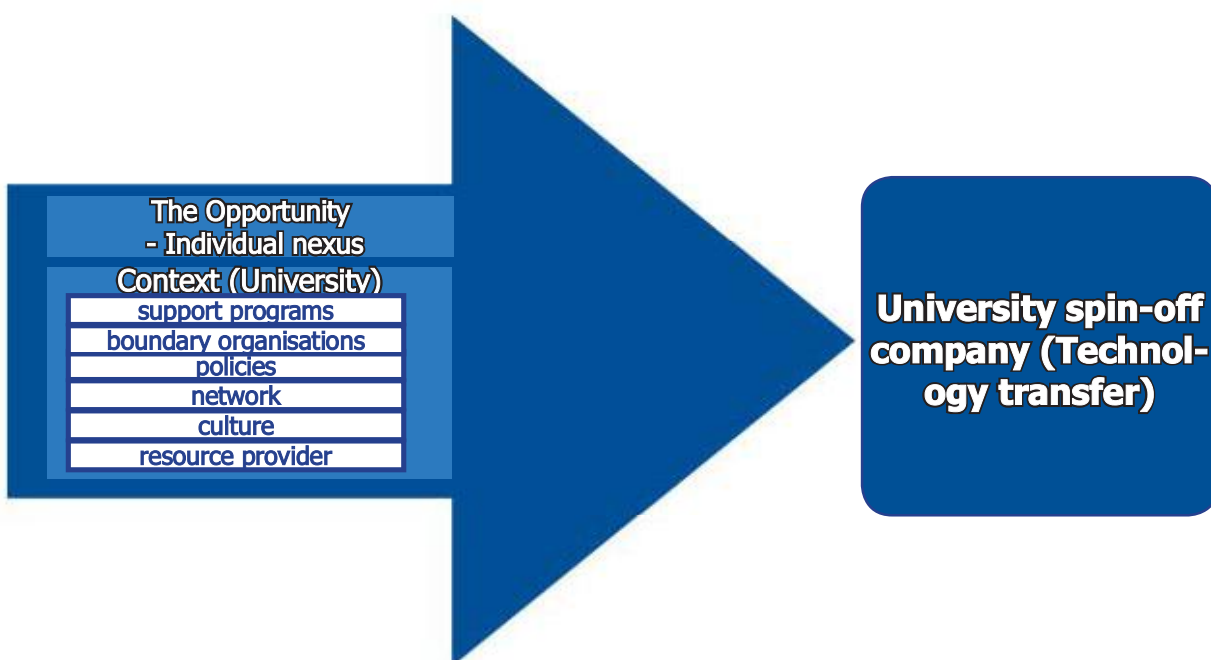 The Opportunity
- Individual nexus
Context (University)
support programs
boundary organisations
policies
network
culture
resource provider
University spin-off
company (Technol-
ogy transfer)